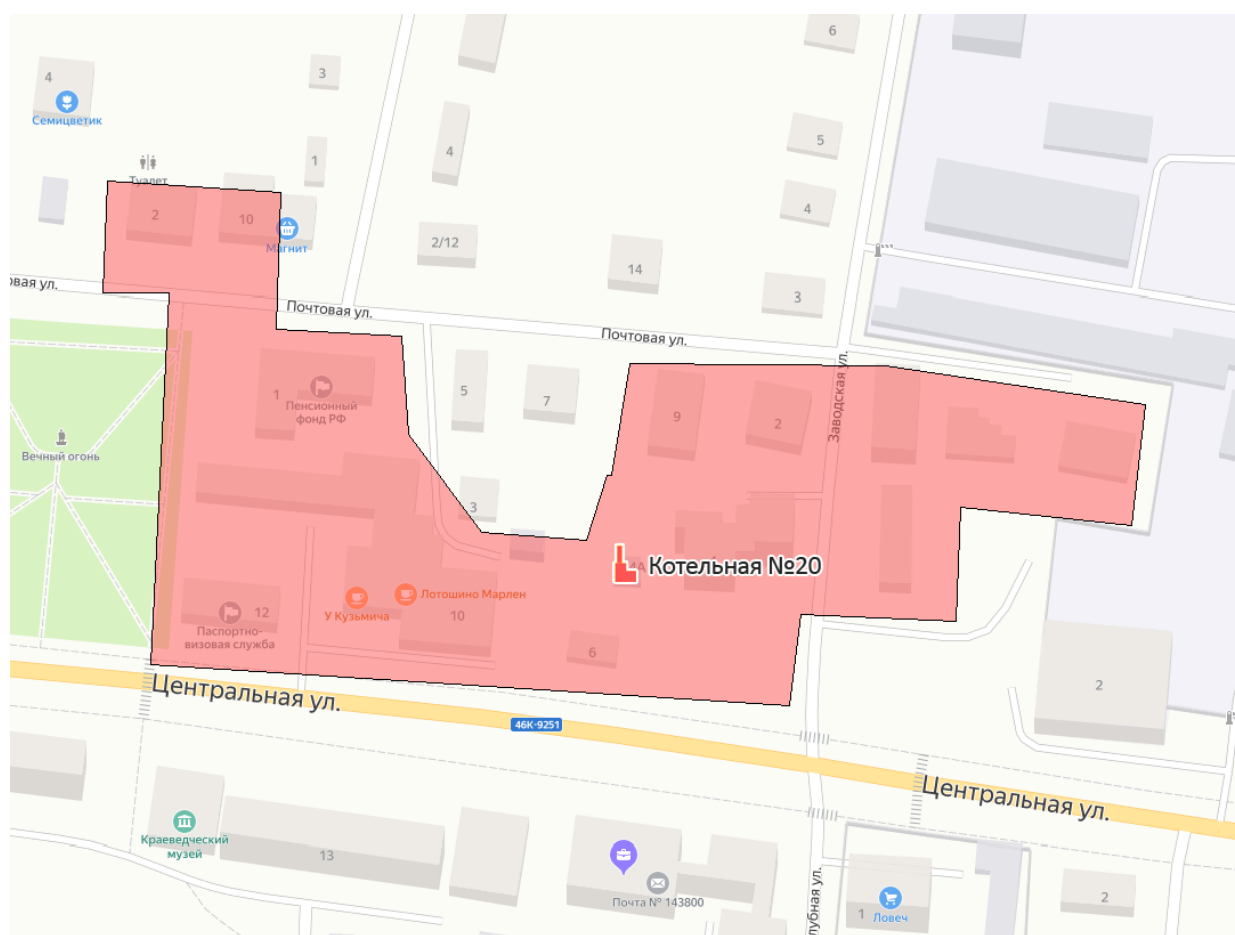 6
4
3
Семицветик
5
4
1
Туалет
2
10
4
Магнит
2/12
14
3
овая ул.
Почтовая ул.
Почтовая ул.
Заводская ул.
5
7
9
2
1
Пенсионный
фонд РФ
Вечный огонь
3
Котельная №20
Лотошино Марлен
У Кузьмича
12
10
Паспортно-
визовая служба
6
2
Центральная ул.
46К-9251
Центральная ул.
Краеведческий
музей
13
Почта № 143800
лубная ул.
1
Ловеч
2